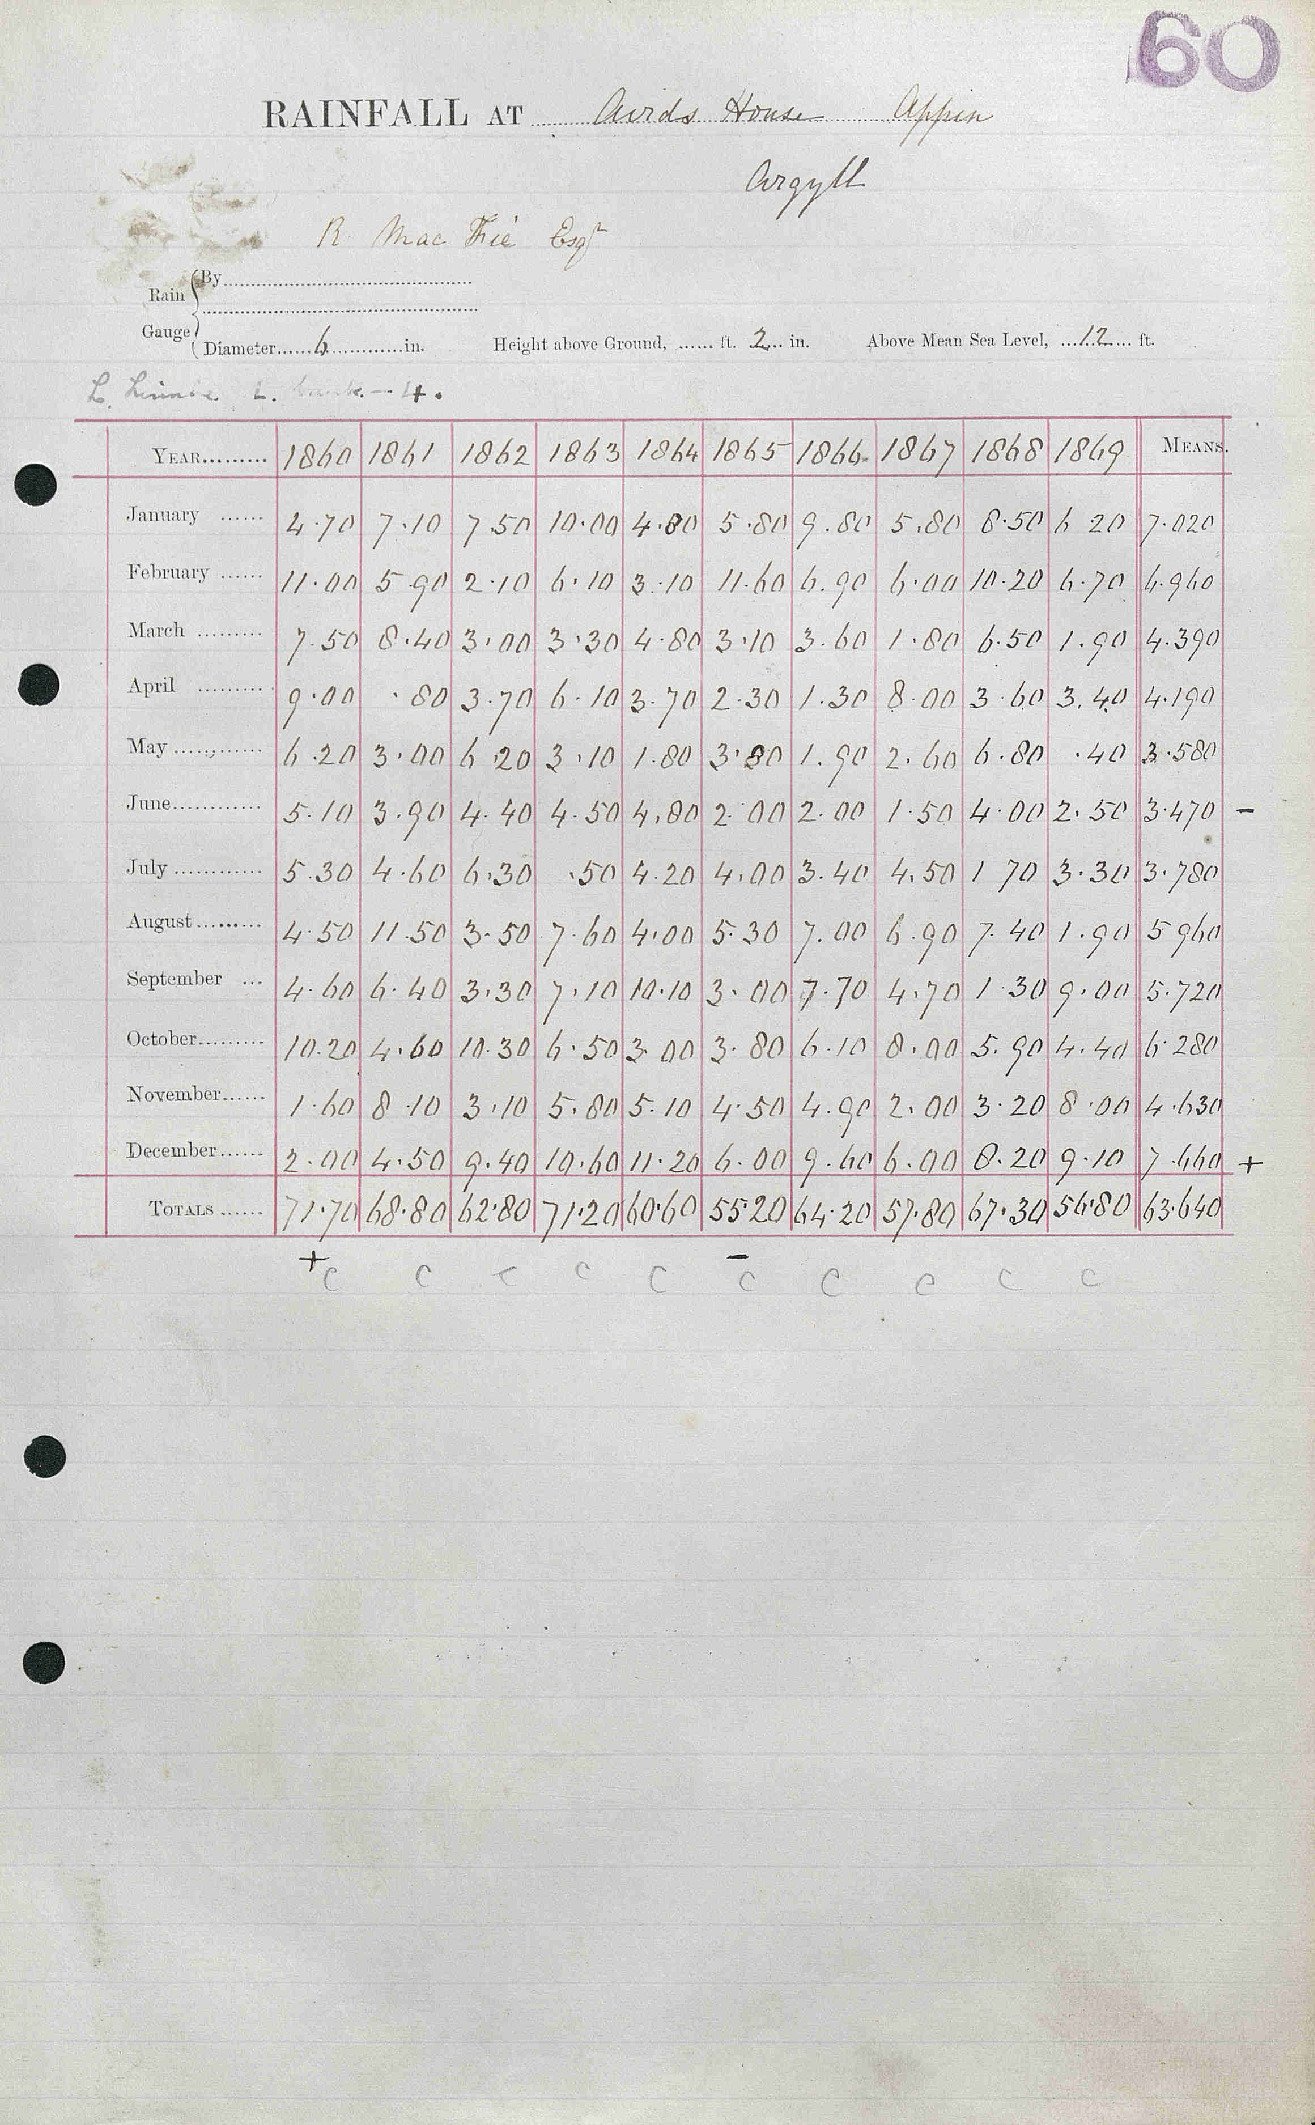 60
RAINFALL AT Airds House Appin
Argyll
R Mac Fie Esqr
Rain Gauge { By
Diameter 6 in. Height above Ground, ft. 2 in. Above Mean Sea Level, 12 ft.
L. L. 4.
YEAR 1860 1861 1862 1863 1864 1865 1866 1867 1868 1869 MEANS.
January 4.70 7.10 7 50 10.00 4.80 5.80 9.80 5.80 8.50 6 20 7.020
February 11.00 5 90 2.10 6.10 3.10 11.60 6.90 6.00 10.20 6.70 6.960
March 7.50 8.40 3.00 3.30 4.80 3.10 3.60 1.80 6.50 1.90 4.390
April 9.00 .80 3.70 6.10 3.70 2.30 1.30 8.00 3.60 3.40 4.190
May 6.20 3.00 6.20 3.10 1.80 3.80 1.90 2.60 6.80 .40 3.580
June 5.10 3.90 4.40 4.50 4.80 2.00 2.00 1.50 4.00 2.50 3.470 -
July 5.30 4.60 6.30 .50 4.20 4.00 3.40 4.50 1 70 3.30 3.780
August 4.50 11.50 3.50 7.60 4.00 5.30 7.00 6.90 7.40 1.90 5 960
September 4.60 6.40 3.30 7.10 10.10 3.00 7.70 4.70 1.30 9.00 5.720
October 10.20 4.60 10.30 6.50 3 00 3.80 6.10 8.00 5.90 4.40 6.280
November 1.60 8.10 3.10 5.80 5.10 4.50 4.90 2.00 3.20 8.00 4.630
December 2.00 4.50 9.40 10.60 11.20 6.00 9.60 6.00 8.20 9.10 7.660 +
TOTALS 71.70 68.80 62.80 71.20 60.60 55.20 64.20 57.80 67.30 56.80 63.640
+ -
C C C C C C C C C C